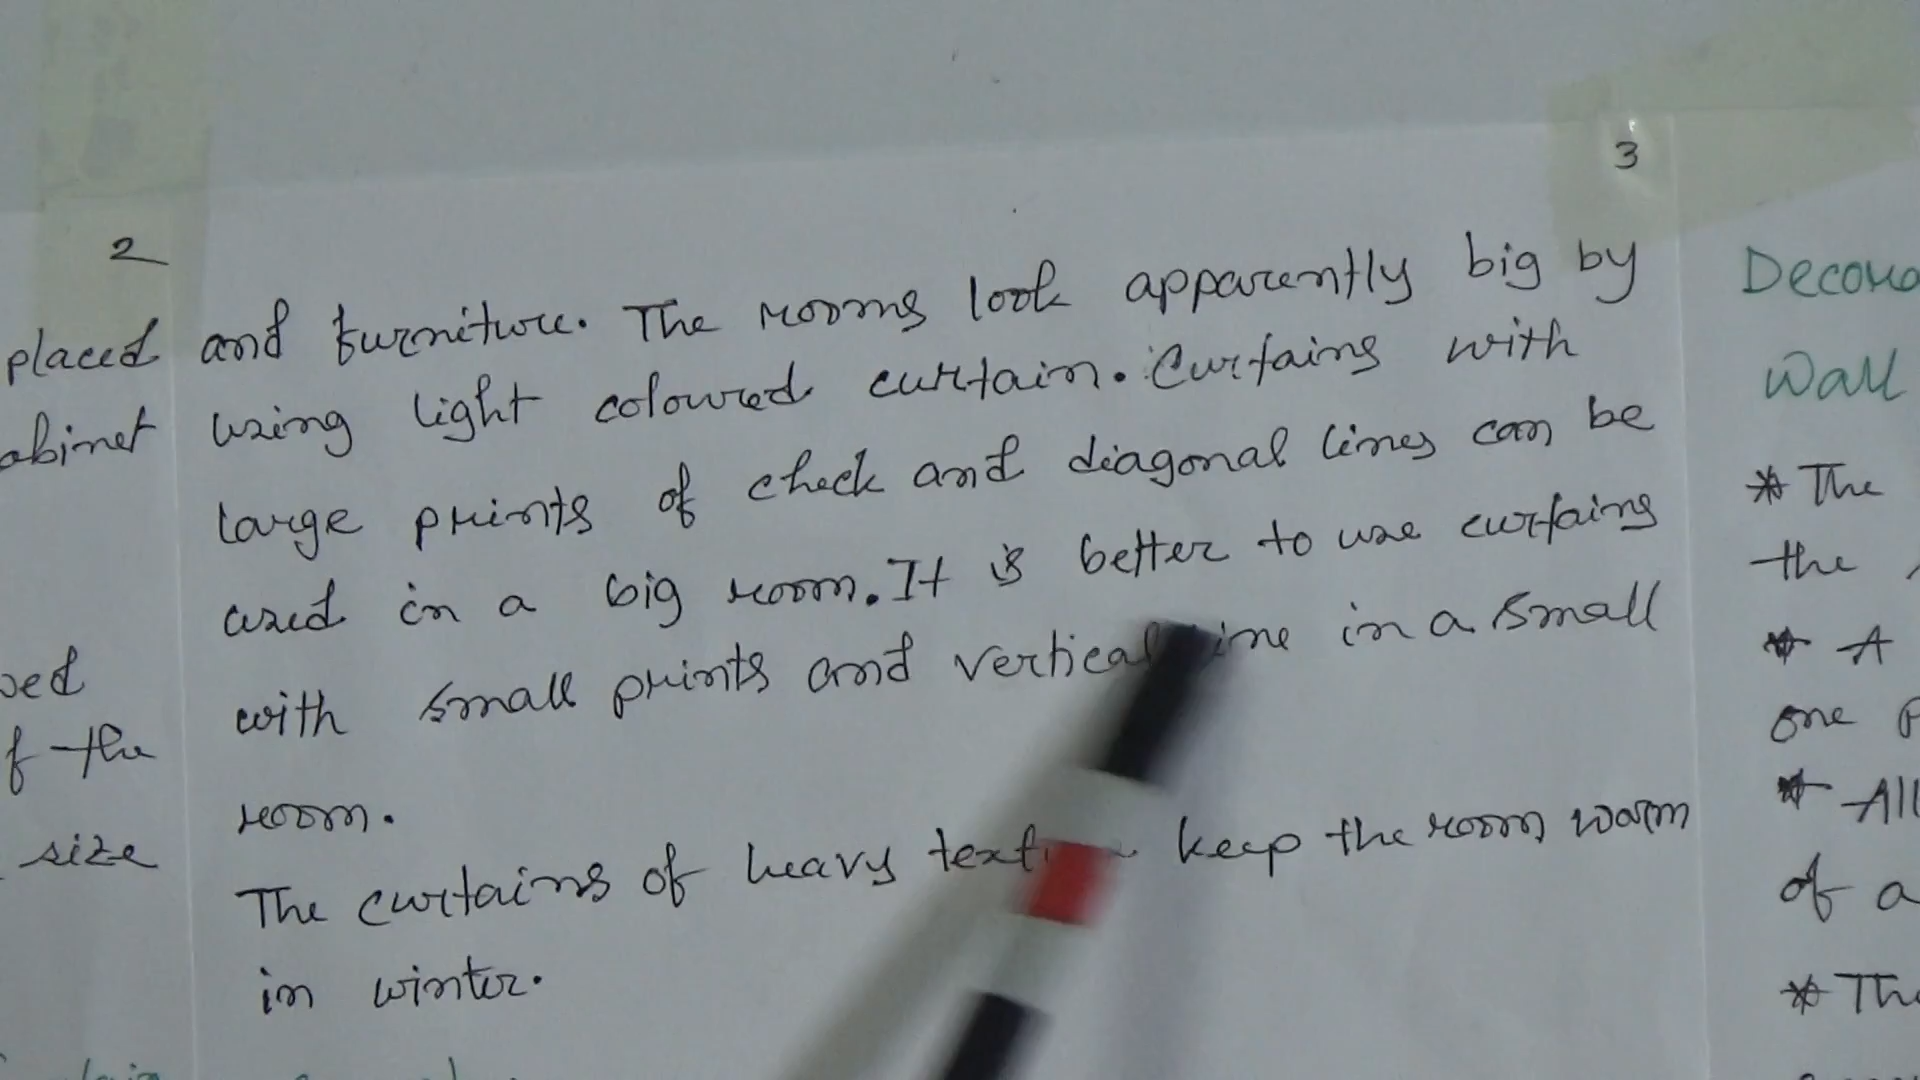 2
placed
abinet
f the
size
3
and furniture. The rooms look apparently big by
using light coloured curtain. Curtains with
large prints of check and diagonal lines can be
used in a big room. It is better to use curtains
with small prints and vertical line in a small
room.
The curtains of heavy keep the room warm
in winter.
Wall
* The
the
* A
one
* All
of a
* The